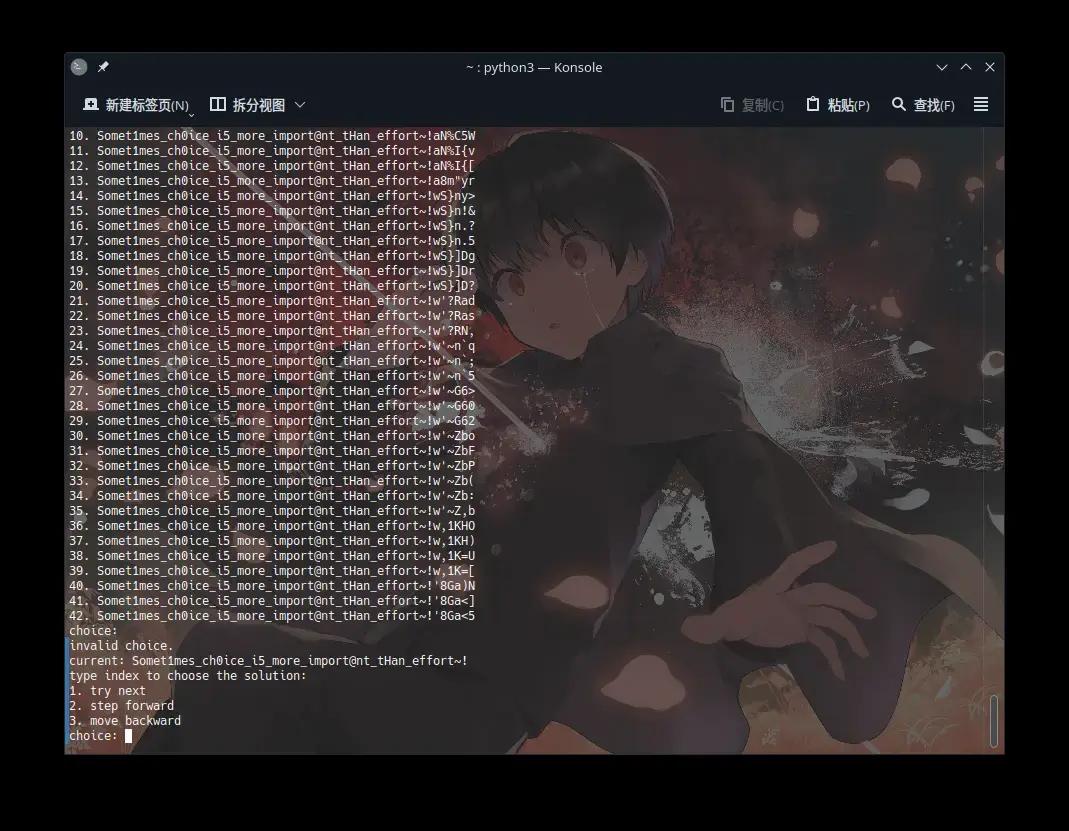 ~ : python3 — Konsole
新建标签页(N) 拆分视图 复制(C) 粘贴(P) 查找(F)
10. Somet1mes_ch0ice_i5_more_import@nt_tHan_effort~!aN%C5W
11. Somet1mes_ch0ice_i5_more_import@nt_tHan_effort~!aN%I{v
12. Somet1mes_ch0ice_i5_more_import@nt_tHan_effort~!aN%I{[
13. Somet1mes_ch0ice_i5_more_import@nt_tHan_effort~!a8m"yr
14. Somet1mes_ch0ice_i5_more_import@nt_tHan_effort~!wS}ny>
15. Somet1mes_ch0ice_i5_more_import@nt_tHan_effort~!wS}n!&
16. Somet1mes_ch0ice_i5_more_import@nt_tHan_effort~!wS}n.?
17. Somet1mes_ch0ice_i5_more_import@nt_tHan_effort~!wS}n.5
18. Somet1mes_ch0ice_i5_more_import@nt_tHan_effort~!wS}]Dg
19. Somet1mes_ch0ice_i5_more_import@nt_tHan_effort~!wS}]Dr
20. Somet1mes_ch0ice_i5_more_import@nt_tHan_effort~!wS}]D?
21. Somet1mes_ch0ice_i5_more_import@nt_tHan_effort~!w'?Rad
22. Somet1mes_ch0ice_i5_more_import@nt_tHan_effort~!w'?Ras
23. Somet1mes_ch0ice_i5_more_import@nt_tHan_effort~!w'?RN,
24. Somet1mes_ch0ice_i5_more_import@nt_tHan_effort~!w'~n`q
25. Somet1mes_ch0ice_i5_more_import@nt_tHan_effort~!w'~n`;
26. Somet1mes_ch0ice_i5_more_import@nt_tHan_effort~!w'~n`5
27. Somet1mes_ch0ice_i5_more_import@nt_tHan_effort~!w'~G6>
28. Somet1mes_ch0ice_i5_more_import@nt_tHan_effort~!w'~G60
29. Somet1mes_ch0ice_i5_more_import@nt_tHan_effort~!w'~G62
30. Somet1mes_ch0ice_i5_more_import@nt_tHan_effort~!w'~Zbo
31. Somet1mes_ch0ice_i5_more_import@nt_tHan_effort~!w'~ZbF
32. Somet1mes_ch0ice_i5_more_import@nt_tHan_effort~!w'~ZbP
33. Somet1mes_ch0ice_i5_more_import@nt_tHan_effort~!w'~Zb(
34. Somet1mes_ch0ice_i5_more_import@nt_tHan_effort~!w'~Zb:
35. Somet1mes_ch0ice_i5_more_import@nt_tHan_effort~!w'~Z,b
36. Somet1mes_ch0ice_i5_more_import@nt_tHan_effort~!w,1KHO
37. Somet1mes_ch0ice_i5_more_import@nt_tHan_effort~!w,1KH)
38. Somet1mes_ch0ice_i5_more_import@nt_tHan_effort~!w,1K=U
39. Somet1mes_ch0ice_i5_more_import@nt_tHan_effort~!w,1K=[
40. Somet1mes_ch0ice_i5_more_import@nt_tHan_effort~!'8Ga)N
41. Somet1mes_ch0ice_i5_more_import@nt_tHan_effort~!'8Ga<]
42. Somet1mes_ch0ice_i5_more_import@nt_tHan_effort~!'8Ga<5
choice:
invalid choice.
current: Somet1mes_ch0ice_i5_more_import@nt_tHan_effort~!
type index to choose the solution:
1. try next
2. step forward
3. move backward
choice: